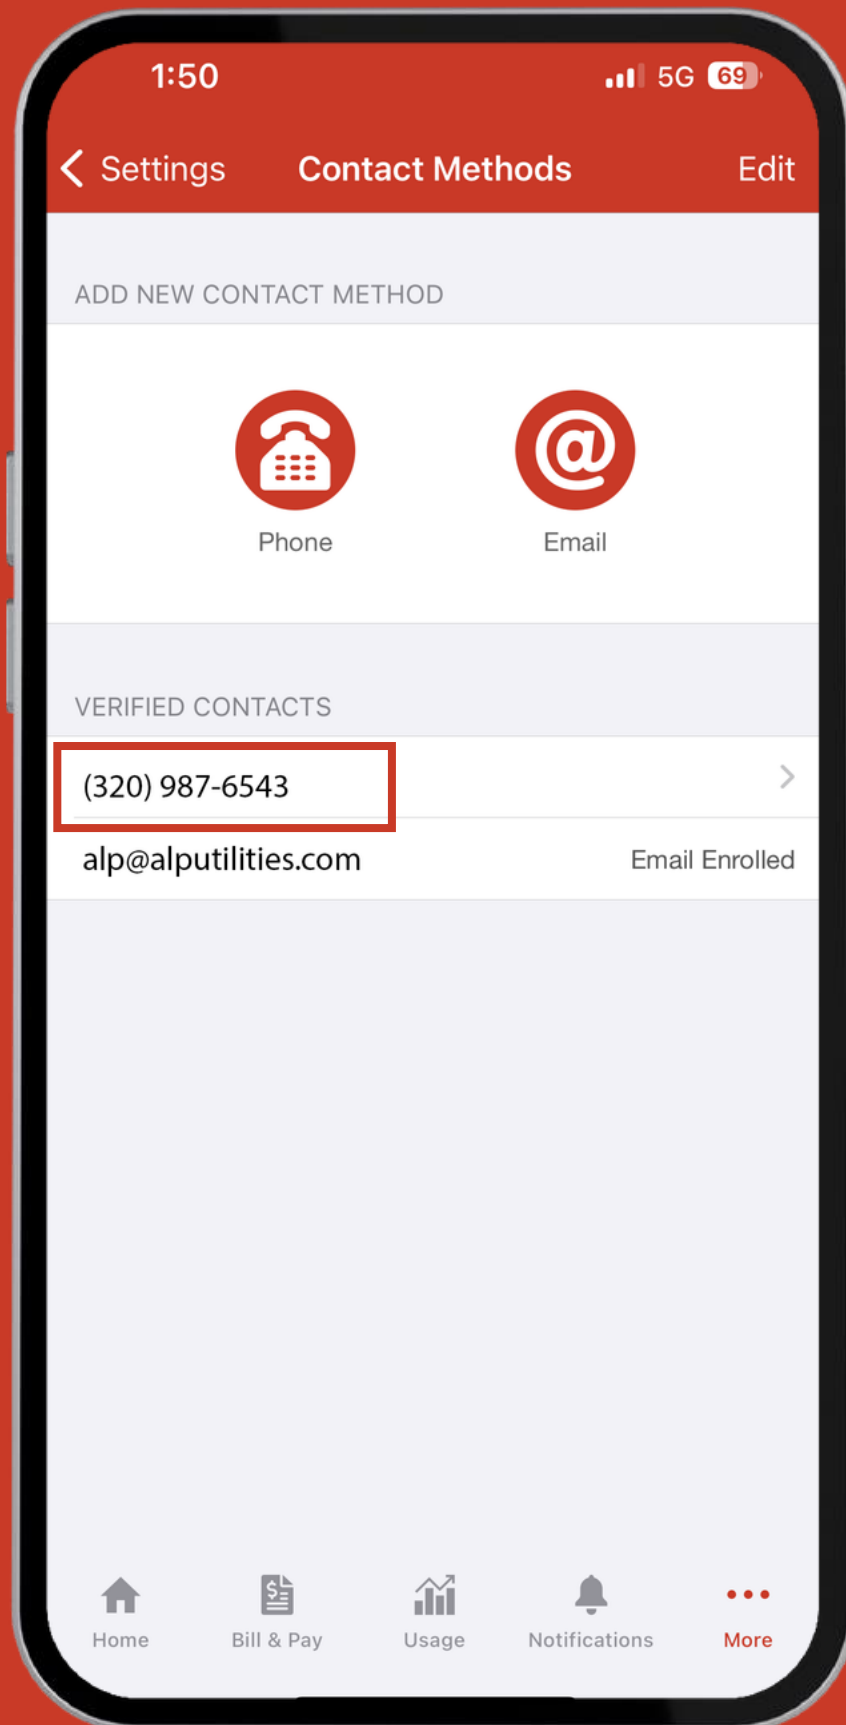 1:50 5G 69
Settings Contact Methods Edit
ADD NEW CONTACT METHOD
@
Phone Email
VERIFIED CONTACTS
(320) 987-6543
alp@alputilities.com Email Enrolled
$
Home Bill & Pay Usage Notifications More